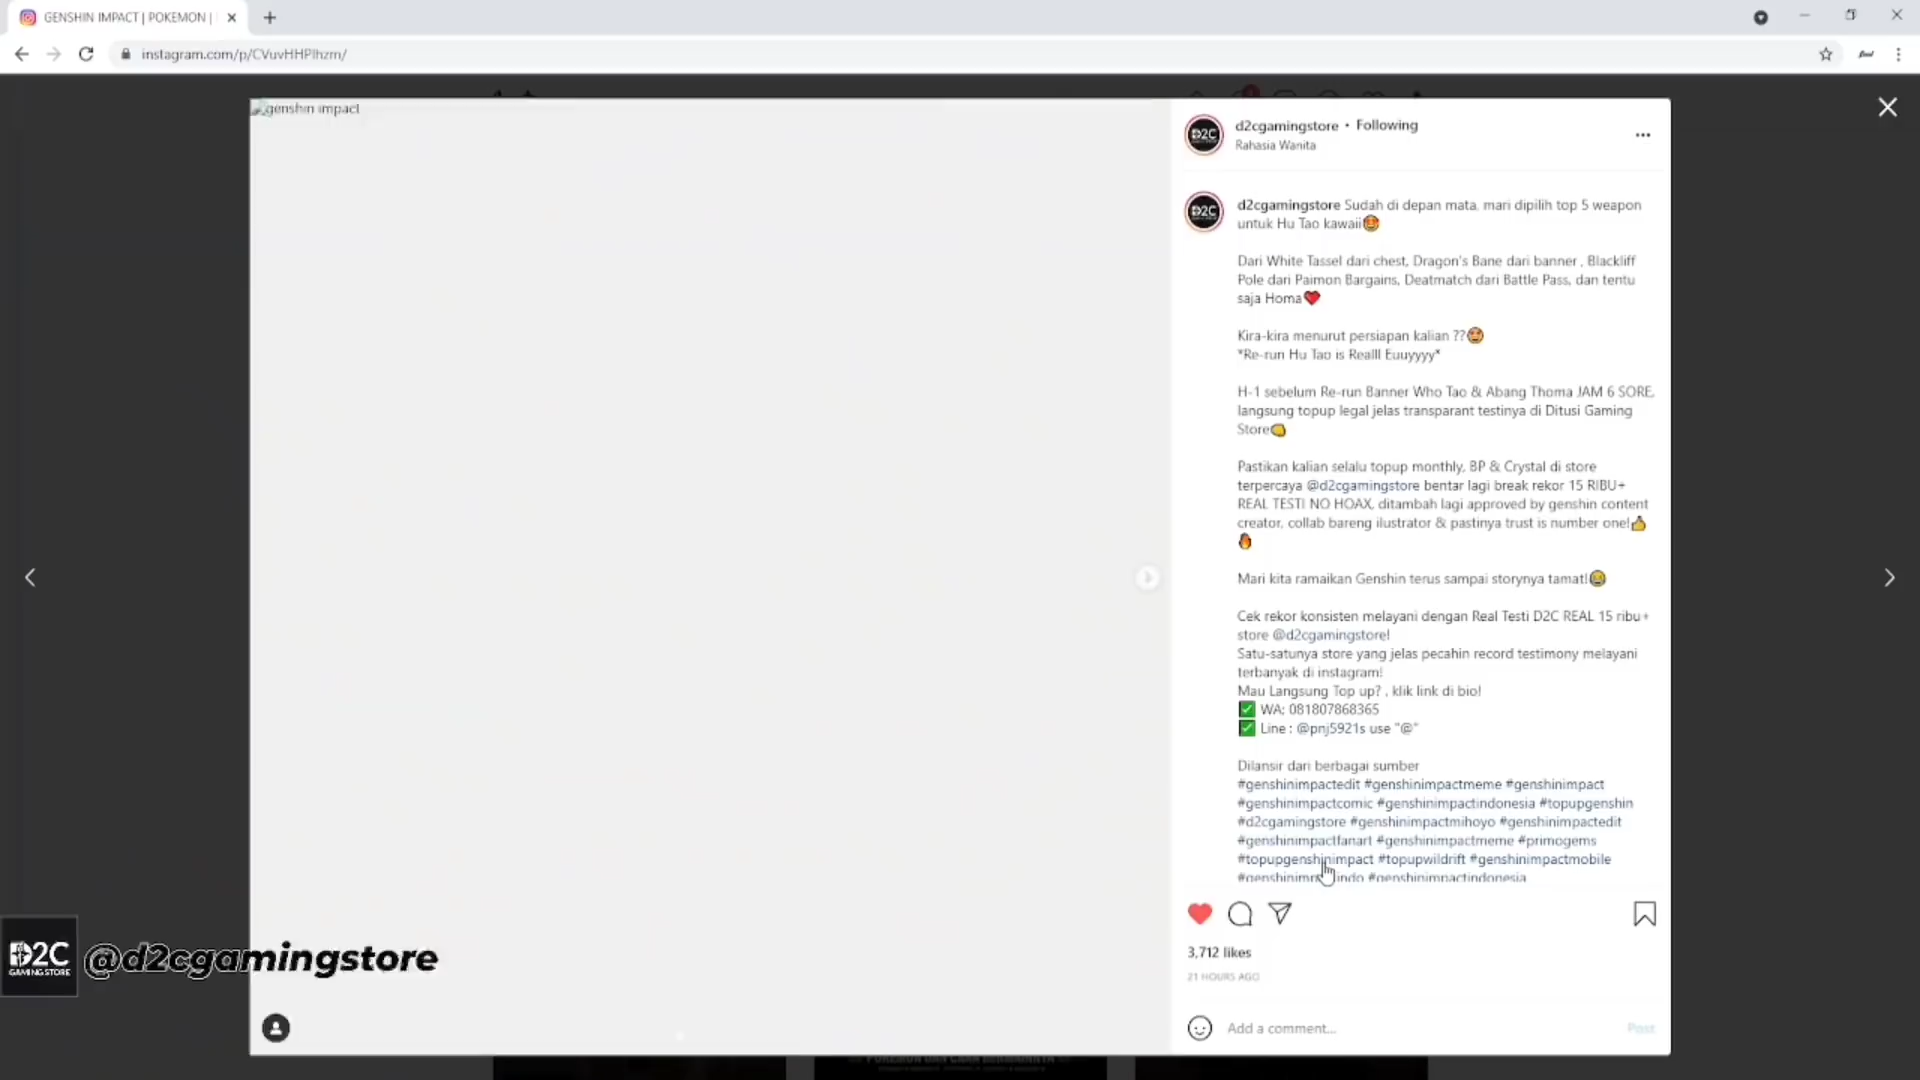 GENSHIN IMPACT | POKEMON |
instagram.com/p/CVuvHHPlhzm/
genshin impact
d2cgamingstore • Following
Rahasia Wanita
d2cgamingstore Sudah di depan mata, mari dipilih top 5 weapon
untuk Hu Tao kawaii
Dari White Tassel dari chest, Dragon's Bane dari banner , Blackliff
Pole dari Paimon Bargains, Deatmatch dari Battle Pass, dan tentu
saja Homa
Kira-kira menurut persiapan kalian ??
*Re-run Hu Tao is Realll Euuyyyy*
H-1 sebelum Re-run Banner Who Tao & Abang Thoma JAM 6 SORE,
langsung topup legal jelas transparant testinya di Ditusi Gaming
Store
Pastikan kalian selalu topup monthly, BP & Crystal di store
terpercaya @d2cgamingstore bentar lagi break rekor 15 RIBU+
REAL TESTI NO HOAX, ditambah lagi approved by genshin content
creator, collab bareng ilustrator & pastinya trust is number one!
Mari kita ramaikan Genshin terus sampai storynya tamat!
Cek rekor konsisten melayani dengan Real Testi D2C REAL 15 ribu+
store @d2cgamingstore!
Satu-satunya store yang jelas pecahin record testimony melayani
terbanyak di instagram!
Mau Langsung Top up? , klik link di bio!
WA: 081807868365
Line : @pnj5921s use "@"
Dilansir dari berbagai sumber
#genshinimpactedit #genshinimpactmeme #genshinimpact
#genshinimpactcomic #genshinimpactindonesia #topupgenshin
#d2cgamingstore #genshinimpactmihoyo #genshinimpactedit
#genshinimpactfanart #genshinimpactmeme #primogems
#topupgenshinimpact #topupwildrift #genshinimpactmobile
#genshinimpactindonesia
3,712 likes
21 HOURS AGO
Add a comment...
Post
D2C
GAMING STORE
@d2cgamingstore